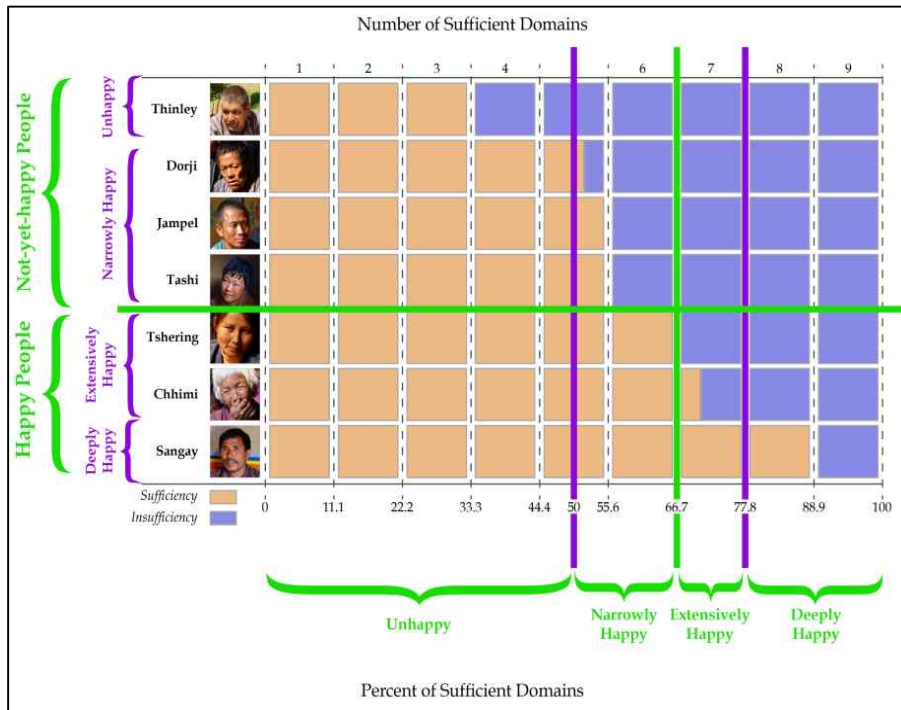 Number of Sufficient Domains
1 2 3 4 6 7 8 9
Not-yet-happy People
Unhappy
Thinley
Narrowly Happy
Dorji
Jampel
Tashi
Happy People
Extensively
Happy
Tshering
Chhimi
Deeply
Happy
Sangay
Sufficiency
Insufficiency
0 11.1 22.2 33.3 44.4 50 55.6 66.7 77.8 88.9 100
Unhappy
Narrowly
Happy
Extensively
Happy
Deeply
Happy
Percent of Sufficient Domains